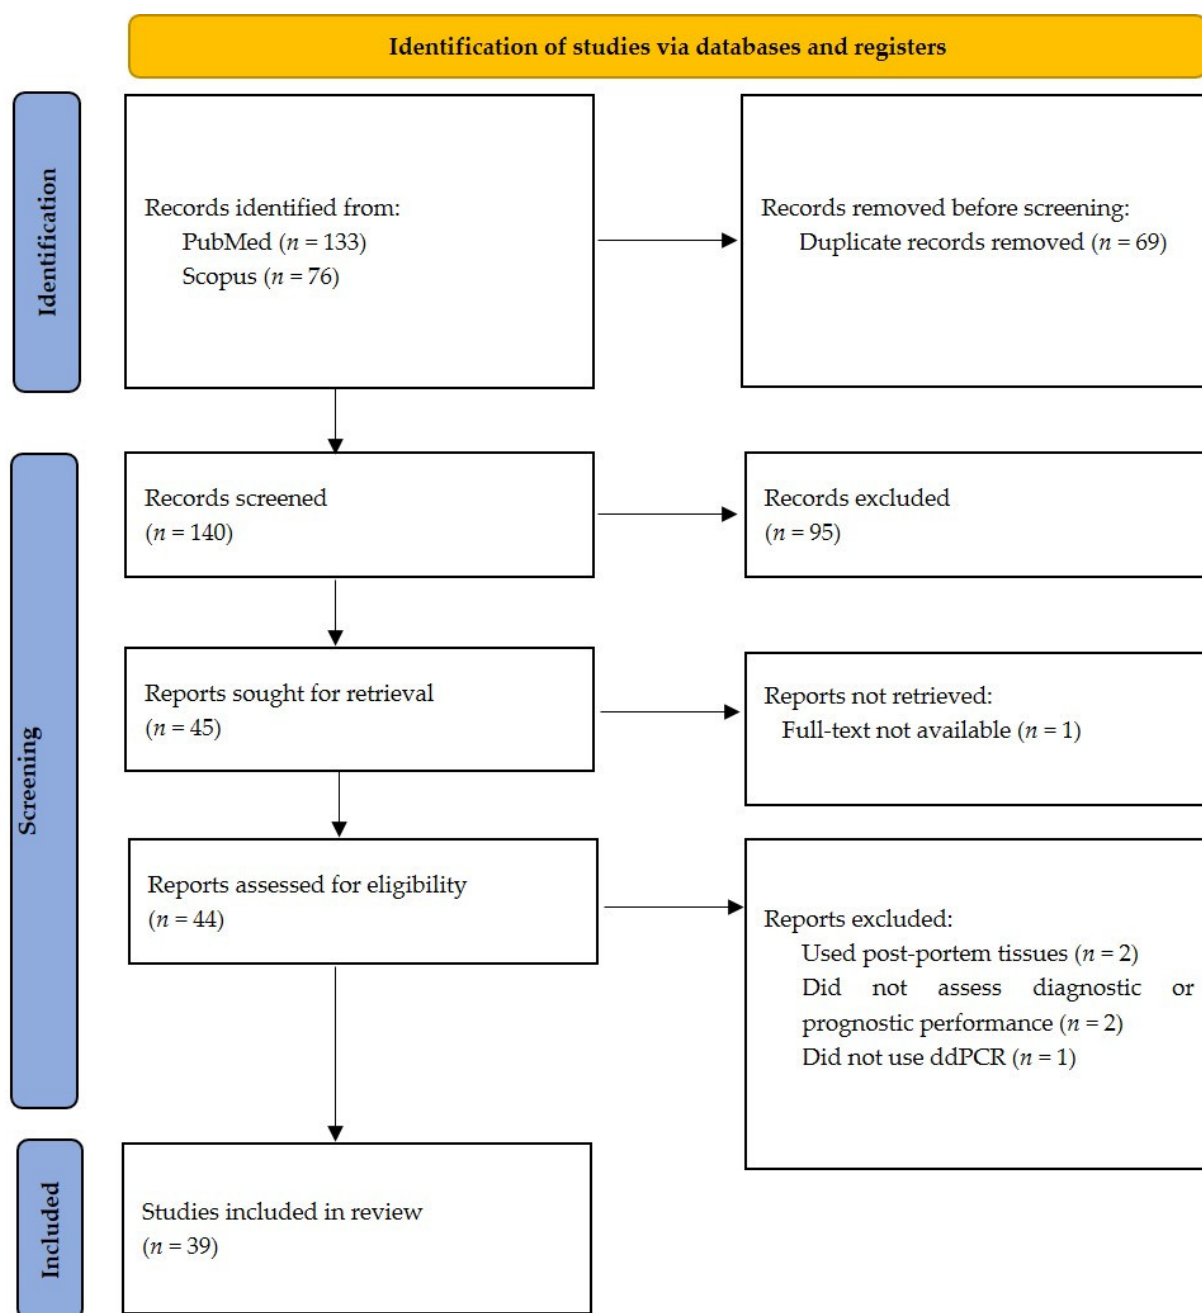 Identification of studies via databases and registers
Identification
Records identified from:
PubMed (n = 133)
Scopus (n = 76)
Records removed before screening:
Duplicate records removed (n = 69)
Screening
Records screened
(n = 140)
Records excluded
(n = 95)
Reports sought for retrieval
(n = 45)
Reports not retrieved:
Full-text not available (n = 1)
Reports assessed for eligibility
(n = 44)
Reports excluded:
Used post-portem tissues (n = 2)
Did not assess diagnostic or
prognostic performance (n = 2)
Did not use ddPCR (n = 1)
Included
Studies included in review
(n = 39)